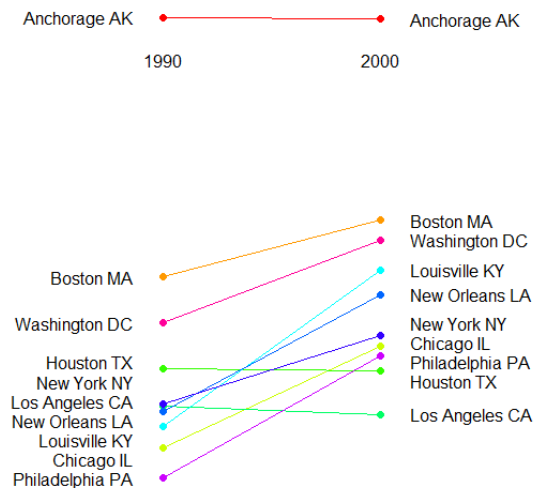 Anchorage AK
Anchorage AK
1990
2000
Boston MA
Washington DC
Houston TX
New York NY
Los Angeles CA
New Orleans LA
Louisville KY
Chicago IL
Philadelphia PA
Boston MA
Washington DC
Louisville KY
New Orleans LA
New York NY
Chicago IL
Philadelphia PA
Houston TX
Los Angeles CA